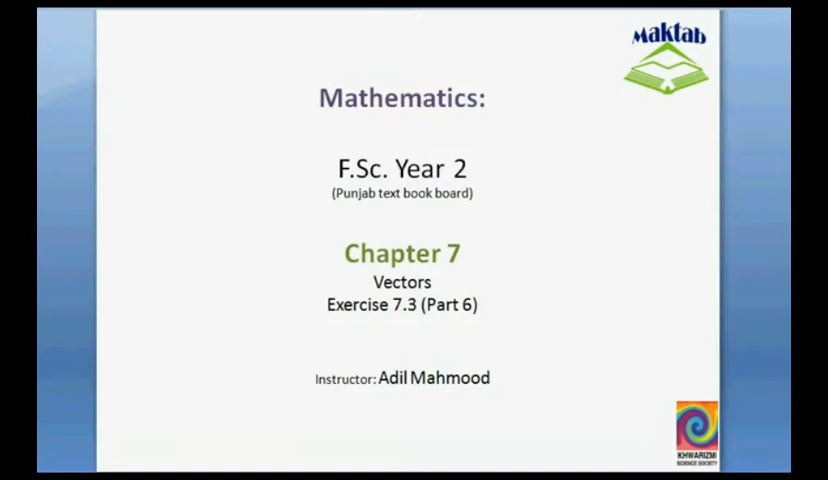 Maktab
Mathematics:
F.Sc. Year 2
(Punjab text book board)
Chapter 7
Vectors
Exercise 7.3 (Part 6)
Instructor: Adil Mahmood
KHWARIZMI
SCIENCE SOCIETY